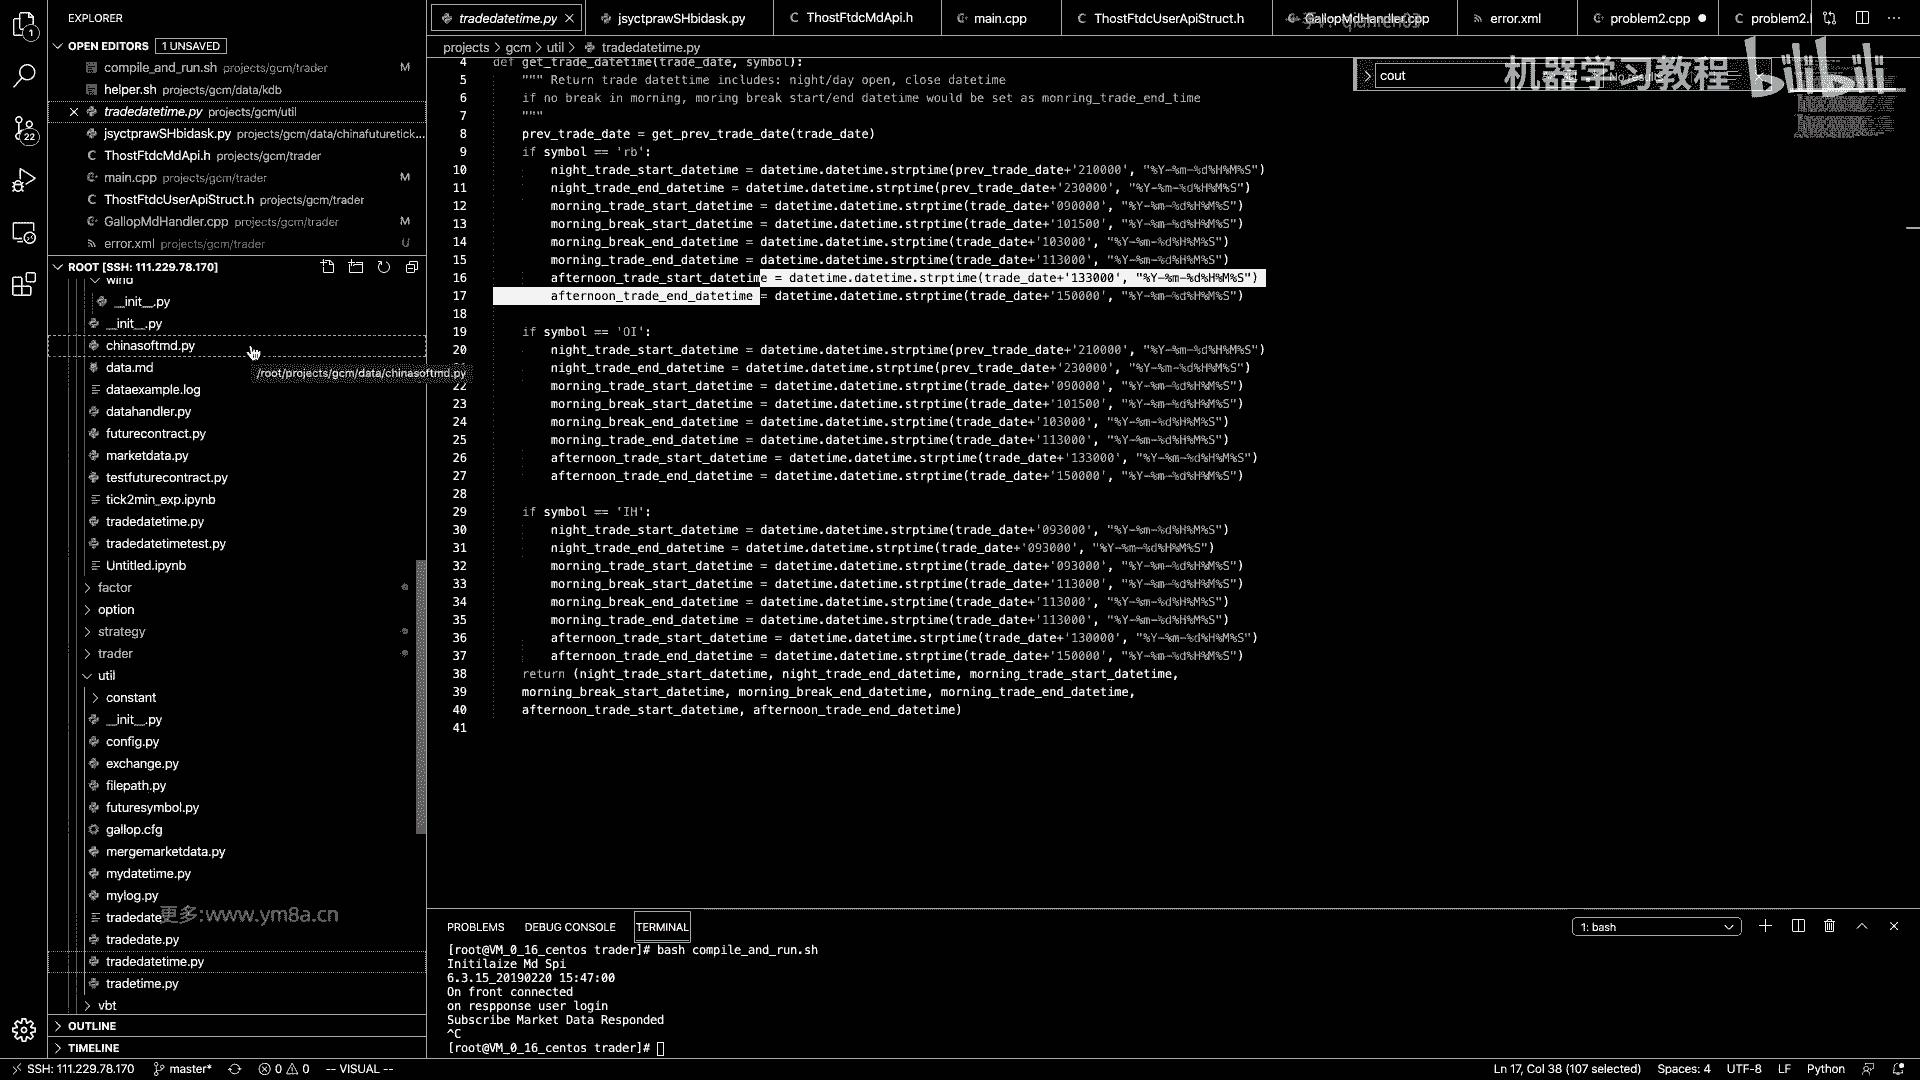 EXPLORER
OPEN EDITORS 1 UNSAVED
compile_and_run.sh projects/gcm/trader M
helper.sh projects/gcm/data/kdb
tradedatetime.py projects/gcm/util
jsyctprawSHbidask.py projects/gcm/data/chinafuturetick...
ThostFtdcMdApi.h projects/gcm/trader
main.cpp projects/gcm/trader M
ThostFtdcUserApiStruct.h projects/gcm/trader
GallopMdHandler.cpp projects/gcm/trader M
error.xml projects/gcm/trader U
ROOT [SSH: 111.229.78.170]
wind
__init__.py
__init__.py
chinasoftmd.py
data.md
/root/projects/gcm/data/chinasoftmd.py
dataexample.log
datahandler.py
futurecontract.py
marketdata.py
testfuturecontract.py
tick2min_exp.ipynb
tradedatetime.py
tradedatetimetest.py
Untitled.ipynb
factor
option
strategy
trader
util
constant
__init__.py
config.py
exchange.py
filepath.py
futuresymbol.py
gallop.cfg
mergemarketdata.py
mydatetime.py
mylog.py
tradedate
更多:www.ym8a.cn
tradedate.py
tradedatetime.py
tradetime.py
vbt
OUTLINE
TIMELINE
tradedatetime.py jsyctprawSHbidask.py ThostFtdcMdApi.h main.cpp ThostFtdcUserApiStruct.h GallopMdHandler.cpp error.xml problem2.cpp problem2.
projects > gcm > util > tradedatetime.py
cout
机器学习教程 bilibili
4 def get_trade_datetime(trade_date, symbol):
5 """ Return trade datettime includes: night/day open, close datetime
6 if no break in morning, moring break start/end datetime would be set as monring_trade_end_time
7 """
8 prev_trade_date = get_prev_trade_date(trade_date)
9 if symbol == 'rb':
10 night_trade_start_datetime = datetime.datetime.strptime(prev_trade_date+'210000', "%Y-%m-%d%H%M%S")
11 night_trade_end_datetime = datetime.datetime.strptime(prev_trade_date+'230000', "%Y-%m-%d%H%M%S")
12 morning_trade_start_datetime = datetime.datetime.strptime(trade_date+'090000', "%Y-%m-%d%H%M%S")
13 morning_break_start_datetime = datetime.datetime.strptime(trade_date+'101500', "%Y-%m-%d%H%M%S")
14 morning_break_end_datetime = datetime.datetime.strptime(trade_date+'103000', "%Y-%m-%d%H%M%S")
15 morning_trade_end_datetime = datetime.datetime.strptime(trade_date+'113000', "%Y-%m-%d%H%M%S")
16 afternoon_trade_start_datetime = datetime.datetime.strptime(trade_date+'133000', "%Y-%m-%d%H%M%S")
17 afternoon_trade_end_datetime = datetime.datetime.strptime(trade_date+'150000', "%Y-%m-%d%H%M%S")
18
19 if symbol == 'OI':
20 night_trade_start_datetime = datetime.datetime.strptime(prev_trade_date+'210000', "%Y-%m-%d%H%M%S")
night_trade_end_datetime = datetime.datetime.strptime(prev_trade_date+'230000', "%Y-%m-%d%H%M%S")
22 morning_trade_start_datetime = datetime.datetime.strptime(trade_date+'090000', "%Y-%m-%d%H%M%S")
23 morning_break_start_datetime = datetime.datetime.strptime(trade_date+'101500', "%Y-%m-%d%H%M%S")
24 morning_break_end_datetime = datetime.datetime.strptime(trade_date+'103000', "%Y-%m-%d%H%M%S")
25 morning_trade_end_datetime = datetime.datetime.strptime(trade_date+'113000', "%Y-%m-%d%H%M%S")
26 afternoon_trade_start_datetime = datetime.datetime.strptime(trade_date+'133000', "%Y-%m-%d%H%M%S")
27 afternoon_trade_end_datetime = datetime.datetime.strptime(trade_date+'150000', "%Y-%m-%d%H%M%S")
28
29 if symbol == 'IH':
30 night_trade_start_datetime = datetime.datetime.strptime(trade_date+'093000', "%Y-%m-%d%H%M%S")
31 night_trade_end_datetime = datetime.datetime.strptime(trade_date+'093000', "%Y-%m-%d%H%M%S")
32 morning_trade_start_datetime = datetime.datetime.strptime(trade_date+'093000', "%Y-%m-%d%H%M%S")
33 morning_break_start_datetime = datetime.datetime.strptime(trade_date+'113000', "%Y-%m-%d%H%M%S")
34 morning_break_end_datetime = datetime.datetime.strptime(trade_date+'113000', "%Y-%m-%d%H%M%S")
35 morning_trade_end_datetime = datetime.datetime.strptime(trade_date+'113000', "%Y-%m-%d%H%M%S")
36 afternoon_trade_start_datetime = datetime.datetime.strptime(trade_date+'130000', "%Y-%m-%d%H%M%S")
37 afternoon_trade_end_datetime = datetime.datetime.strptime(trade_date+'150000', "%Y-%m-%d%H%M%S")
38 return (night_trade_start_datetime, night_trade_end_datetime, morning_trade_start_datetime,
39 morning_break_start_datetime, morning_break_end_datetime, morning_trade_end_datetime,
40 afternoon_trade_start_datetime, afternoon_trade_end_datetime)
41
PROBLEMS DEBUG CONSOLE TERMINAL 1: bash
[root@VM_0_16_centos trader]# bash compile_and_run.sh
Initilaize Md Spi
6.3.15_20190220 15:47:00
On front connected
on respponse user login
Subscribe Market Data Responded
^C
[root@VM_0_16_centos trader]#
SSH: 111.229.78.170 master* 0 0 -- VISUAL -- Ln 17, Col 38 (107 selected) Spaces: 4 UTF-8 LF Python